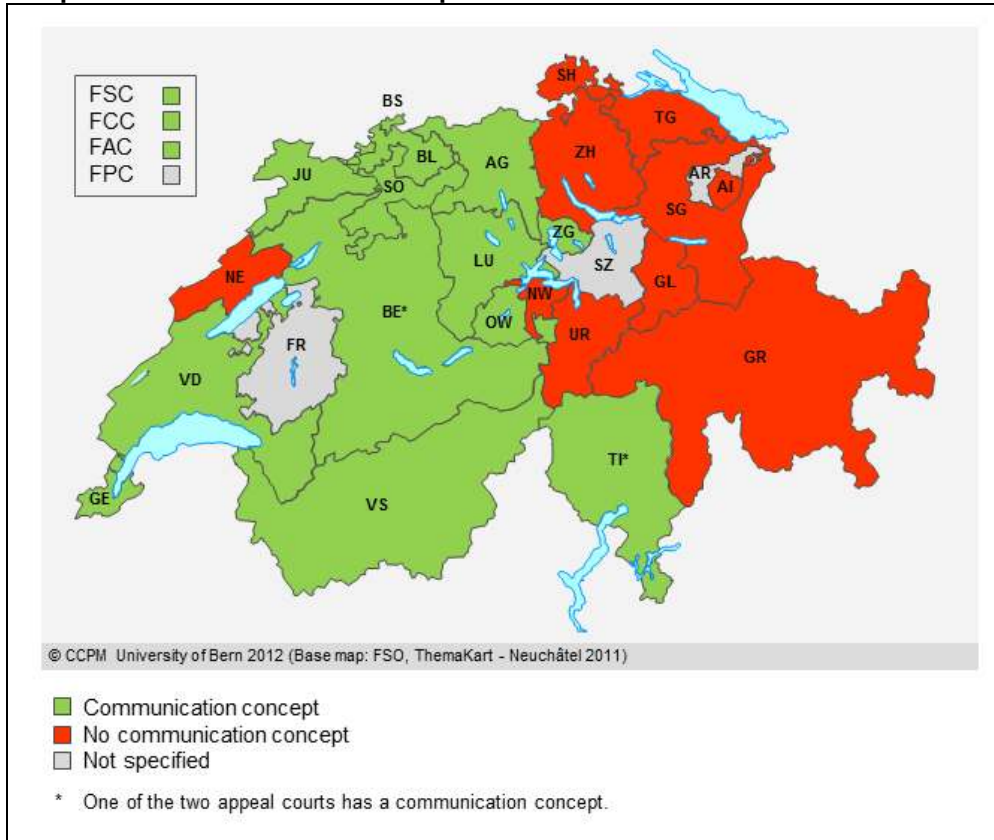 FSC
FCC
FAC
FPC
SH
BS
TG
BL
AG
ZH
JU
AR
AI
SO
SG
ZG
LU
SZ
NE
GL
NW
BE*
OW
UR
FR
GR
VD
TI*
GE
VS
© CCPM University of Bern 2012 (Base map: FSO, ThemaKart - Neuchâtel 2011)
Communication concept
No communication concept
Not specified
* One of the two appeal courts has a communication concept.